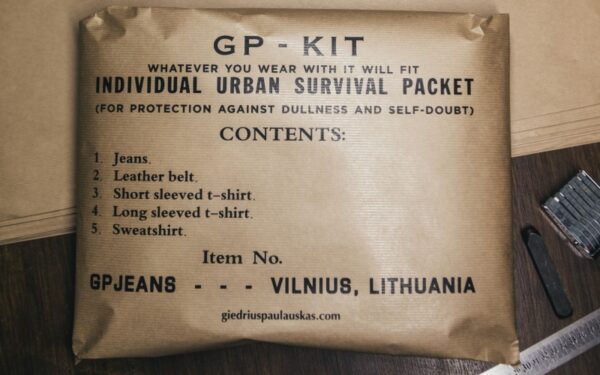 GP - KIT
WHATEVER YOU WEAR WITH IT WILL FIT
INDIVIDUAL URBAN SURVIVAL PACKET
(FOR PROTECTION AGAINST DULLNESS AND SELF-DOUBT)
CONTENTS:
1. Jeans.
2. Leather belt.
3. Short sleeved t-shirt.
4. Long sleeved t-shirt.
5. Sweatshirt.
Item No.
GPJEANS - - - VILNIUS, LITHUANIA
giedriuspaulauskas.com